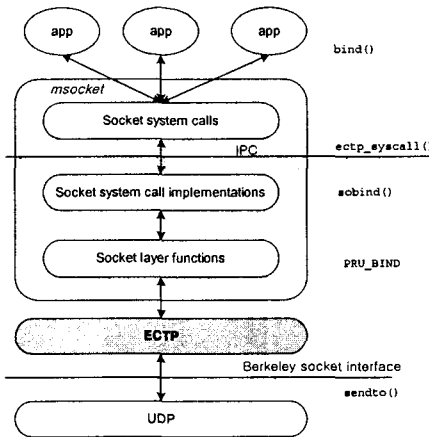 app
app
app
bind()
msocket
Socket system calls
IPC
ectp_syscall(
Socket system call implementations
sobind()
Socket layer functions
PRU_BIND
ECTP
Berkeley socket interface
sendto()
UDP